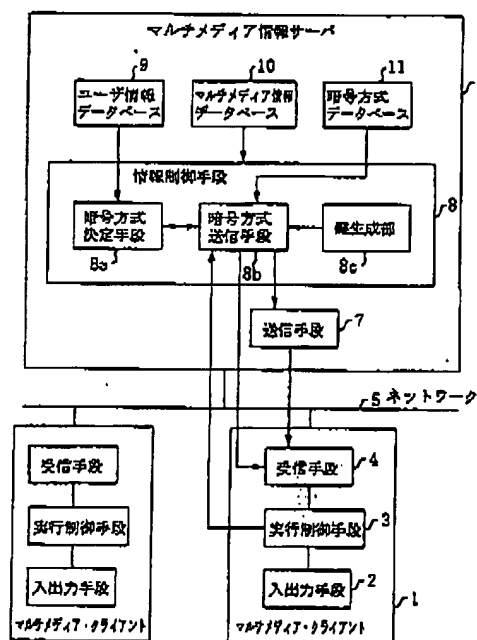 マルチメディア情報サーバ
9
10
11
ユーザ情報
データベース
マルチメディア情報
データベース
暗号方式
データベース
情報制御手段
8
暗号方式
決定手段
暗号方式
送信手段
鍵生成部
8a
8b
8c
送信手段
7
5 ネットワーク
受信手段
受信手段
4
実行制御手段
実行制御手段
3
入出力手段
入出力手段
2
マルチメディア・クライアント
マルチメディア・クライアント
1